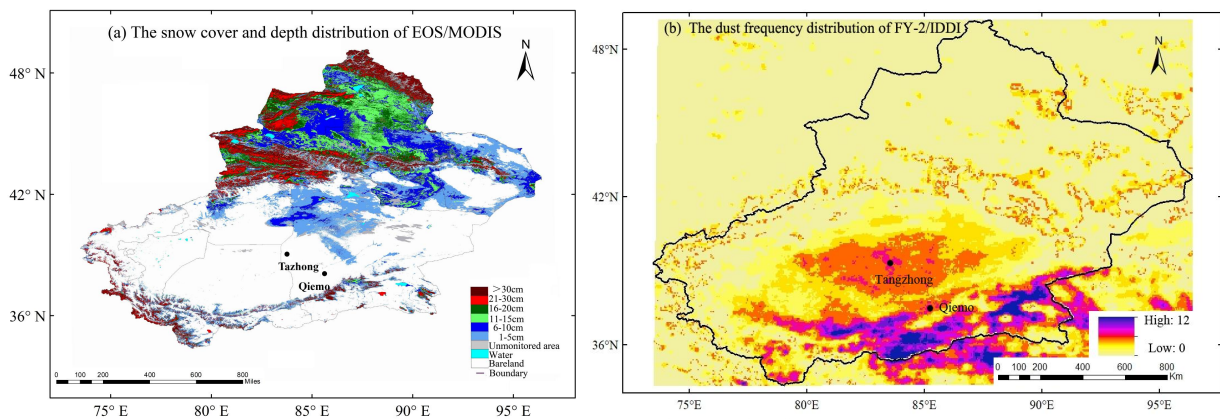 (a) The snow cover and depth distribution of EOS/MODIS
N
48° N
42° N
36° N
Tazhong
Qiemo
>30cm
21-30cm
16-20cm
11-15cm
6-10cm
1-5cm
Unmonitored area
Water
Bareland
Boundary
0 200 400 600 800
Miles
75° E 80° E 85° E 90° E 95° E
(b) The dust frequency distribution of FY-2/IDDI
N
48°N
42°N
36°N
Tangzhong
Qiemo
High: 12
Low: 0
0 100 200 400 600 800
Km
75°E 80°E 85°E 90°E 95°E